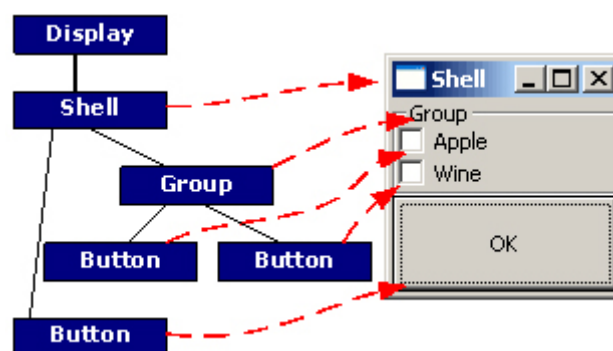 Display
Shell
Group
Button
Button
Button
Shell
Group
Apple
Wine
OK